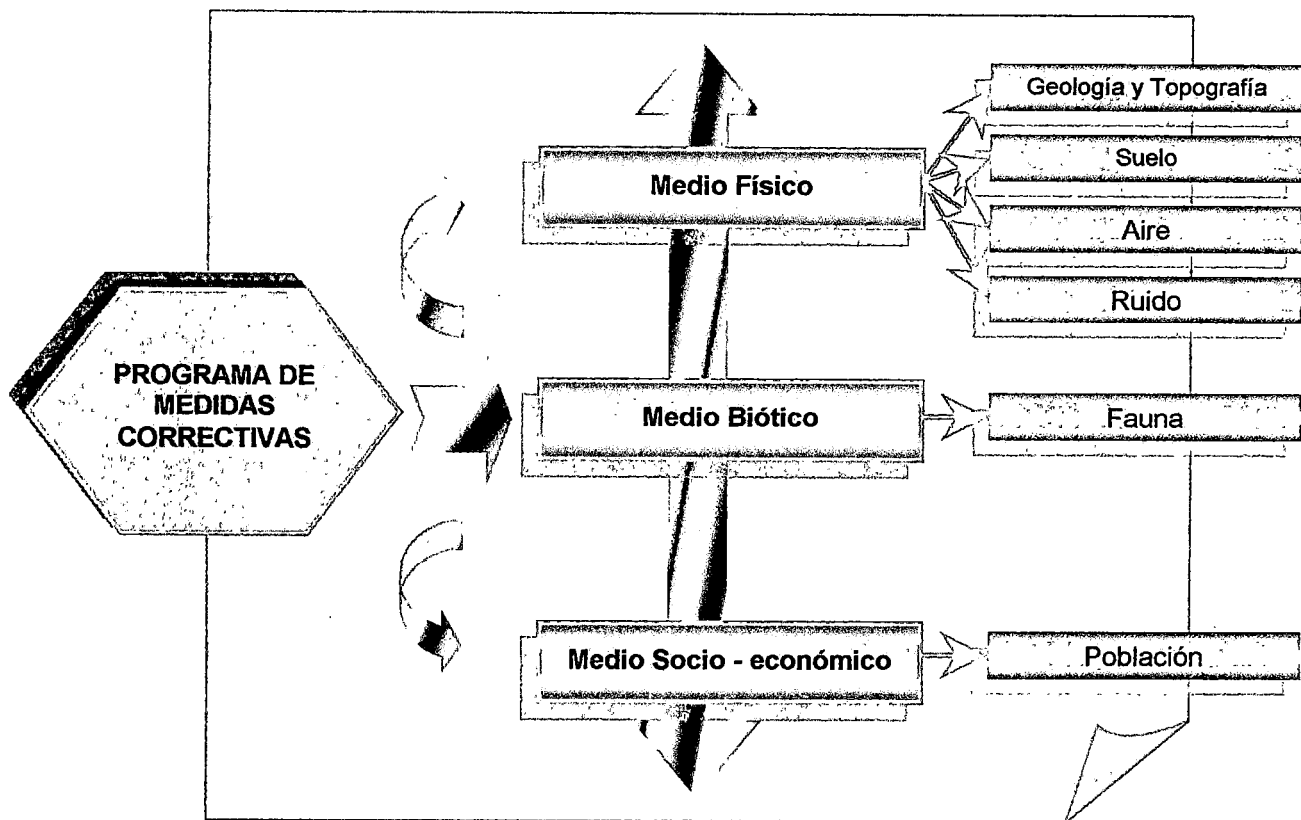 PROGRAMA DE
MEDIDAS
CORRECTIVAS
Medio Físico
Geología y Topografía
Suelo
Aire
Ruido
Medio Biótico
Fauna
Medio Socio - económico
Población